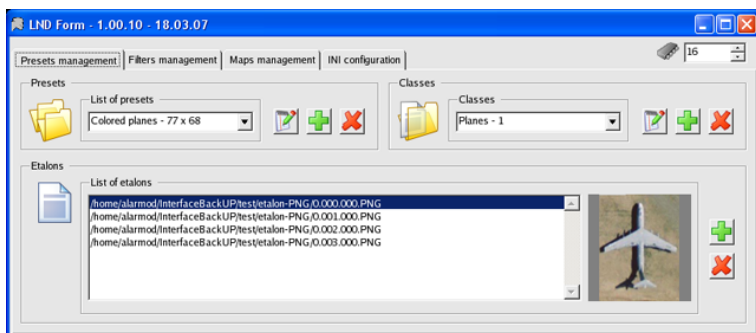 LND Form - 1.00.10 - 18.03.07
Presets management Filters management Maps management INI configuration
16
Presets
List of presets
Colored planes - 77 x 68
Classes
Classes
Planes - 1
Etalons
List of etalons
/home/alarmod/InterfaceBackUP/test/etalon-PNG/0.000.000.PNG
/home/alarmod/InterfaceBackUP/test/etalon-PNG/0.001.000.PNG
/home/alarmod/InterfaceBackUP/test/etalon-PNG/0.002.000.PNG
/home/alarmod/InterfaceBackUP/test/etalon-PNG/0.003.000.PNG